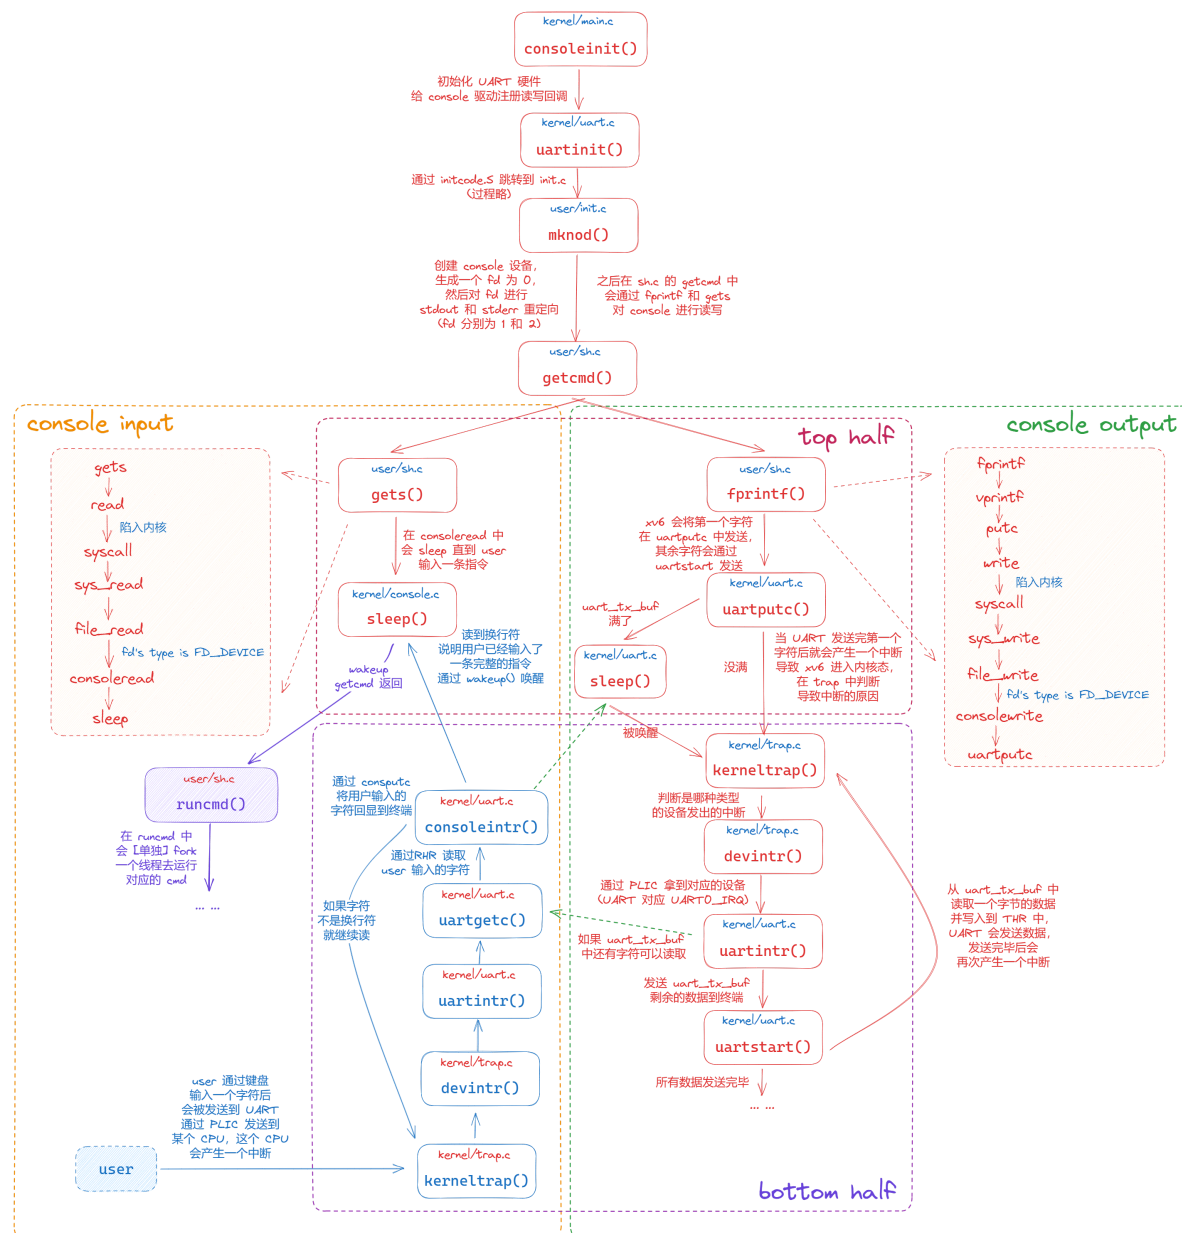 kernel/main.c
consoleinit()
初始化 UART 硬件
给 console 驱动注册读写回调
kernel/uart.c
uartinit()
通过 initcode.S 跳转到 init.c
(过程略)
user/init.c
mknod()
创建 console 设备,
生成一个 fd 为 0,
然后对 fd 进行
stdout 和 stderr 重定向
(fd 分别为 1 和 2)
之后在 sh.c 的 getcmd 中
会通过 fprintf 和 gets
对 console 进行读写
user/sh.c
getcmd()
console input
top half
console output
gets
read
陷入内核
syscall
sys_read
file_read
fd's type is FD_DEVICE
consoleread
sleep
user/sh.c
gets()
在 consoleread 中
会 sleep 直到 user
输入一条指令
kernel/console.c
sleep()
读到换行符
说明用户已经输入了
一条完整的指令
通过 wakeup() 唤醒
wakeup
getcmd 返回
user/sh.c
fprintf()
xv6 会将第一个字符
在 uartputc 中发送,
其余字符会通过
uartstart 发送
kernel/uart.c
uartputc()
uart_tx_buf
满了
kernel/uart.c
sleep()
没满
当 UART 发送完第一个
字符后就会产生一个中断
导致 xv6 进入内核态,
在 trap 中判断
导致中断的原因
被唤醒
fprintf
vprintf
putc
write
陷入内核
syscall
sys_write
file_write
fd's type is FD_DEVICE
consolewrite
uartputc
user/sh.c
runcmd()
在 runcmd 中
会 [单独] fork
一个线程去运行
对应的 cmd
... ...
通过 consputc
将用户输入的
字符回显到终端
kernel/uart.c
consoleintr()
通过RHR 读取
user 输入的字符
如果字符
不是换行符
就继续读
kernel/uart.c
uartgetc()
kernel/uart.c
uartintr()
kernel/trap.c
devintr()
kernel/trap.c
kerneltrap()
user 通过键盘
输入一个字符后
会被发送到 UART
通过 PLIC 发送到
某个 CPU, 这个 CPU
会产生一个中断
user
kernel/trap.c
kerneltrap()
判断是哪种类型
的设备发出的中断
kernel/trap.c
devintr()
通过 PLIC 拿到对应的设备
(UART 对应 UART0_IRQ)
kernel/uart.c
uartintr()
如果 uart_tx_buf
中还有字符可以读取
发送 uart_tx_buf
剩余的数据到终端
kernel/uart.c
uartstart()
所有数据发送完毕
... ...
从 uart_tx_buf 中
读取一个字节的数据
并写入到 THR 中,
UART 会发送数据,
发送完毕后会
再次产生一个中断
bottom half